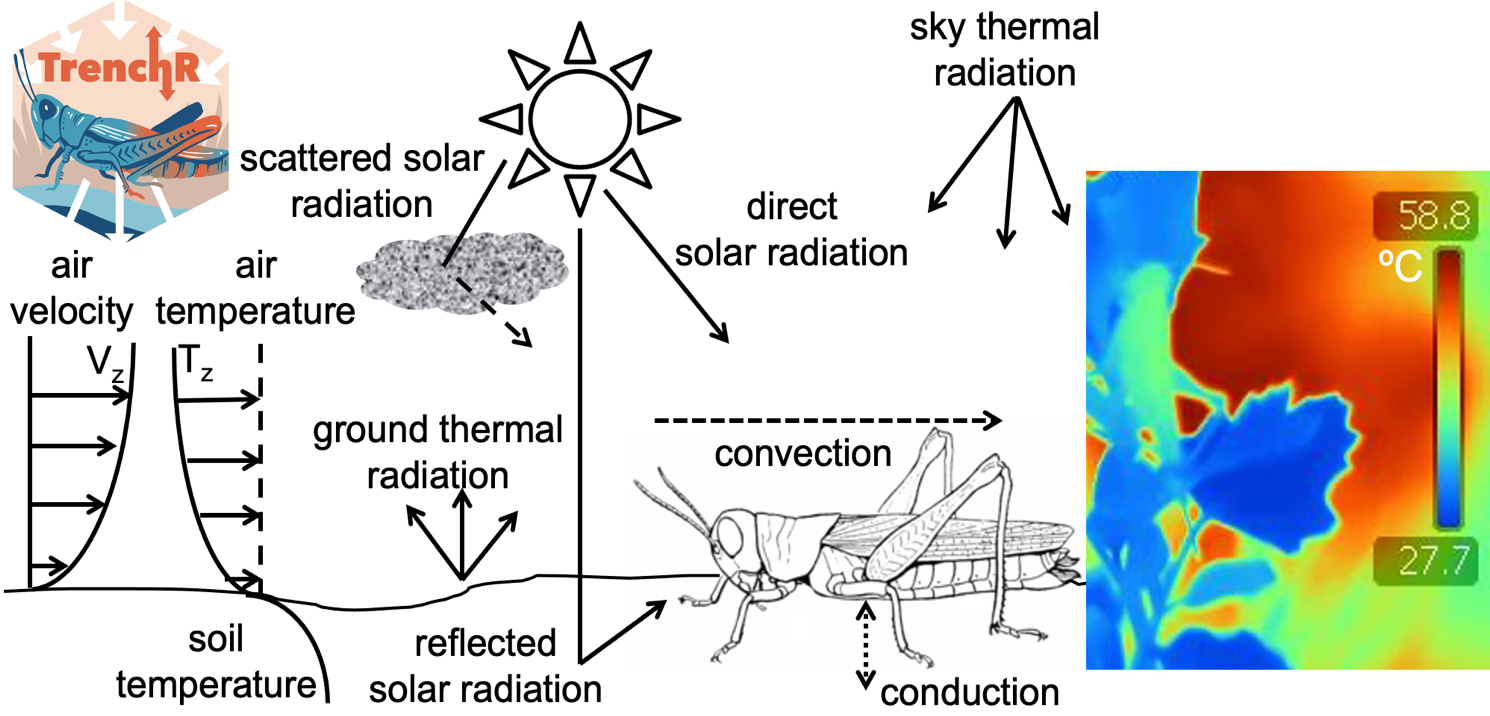 TrenchR
scattered solar
radiation
sky thermal
radiation
direct
solar radiation
air
velocity
air
temperature
Vz
Tz
ground thermal
radiation
convection
soil
temperature
reflected
solar radiation
conduction
58.8
ºC
27.7